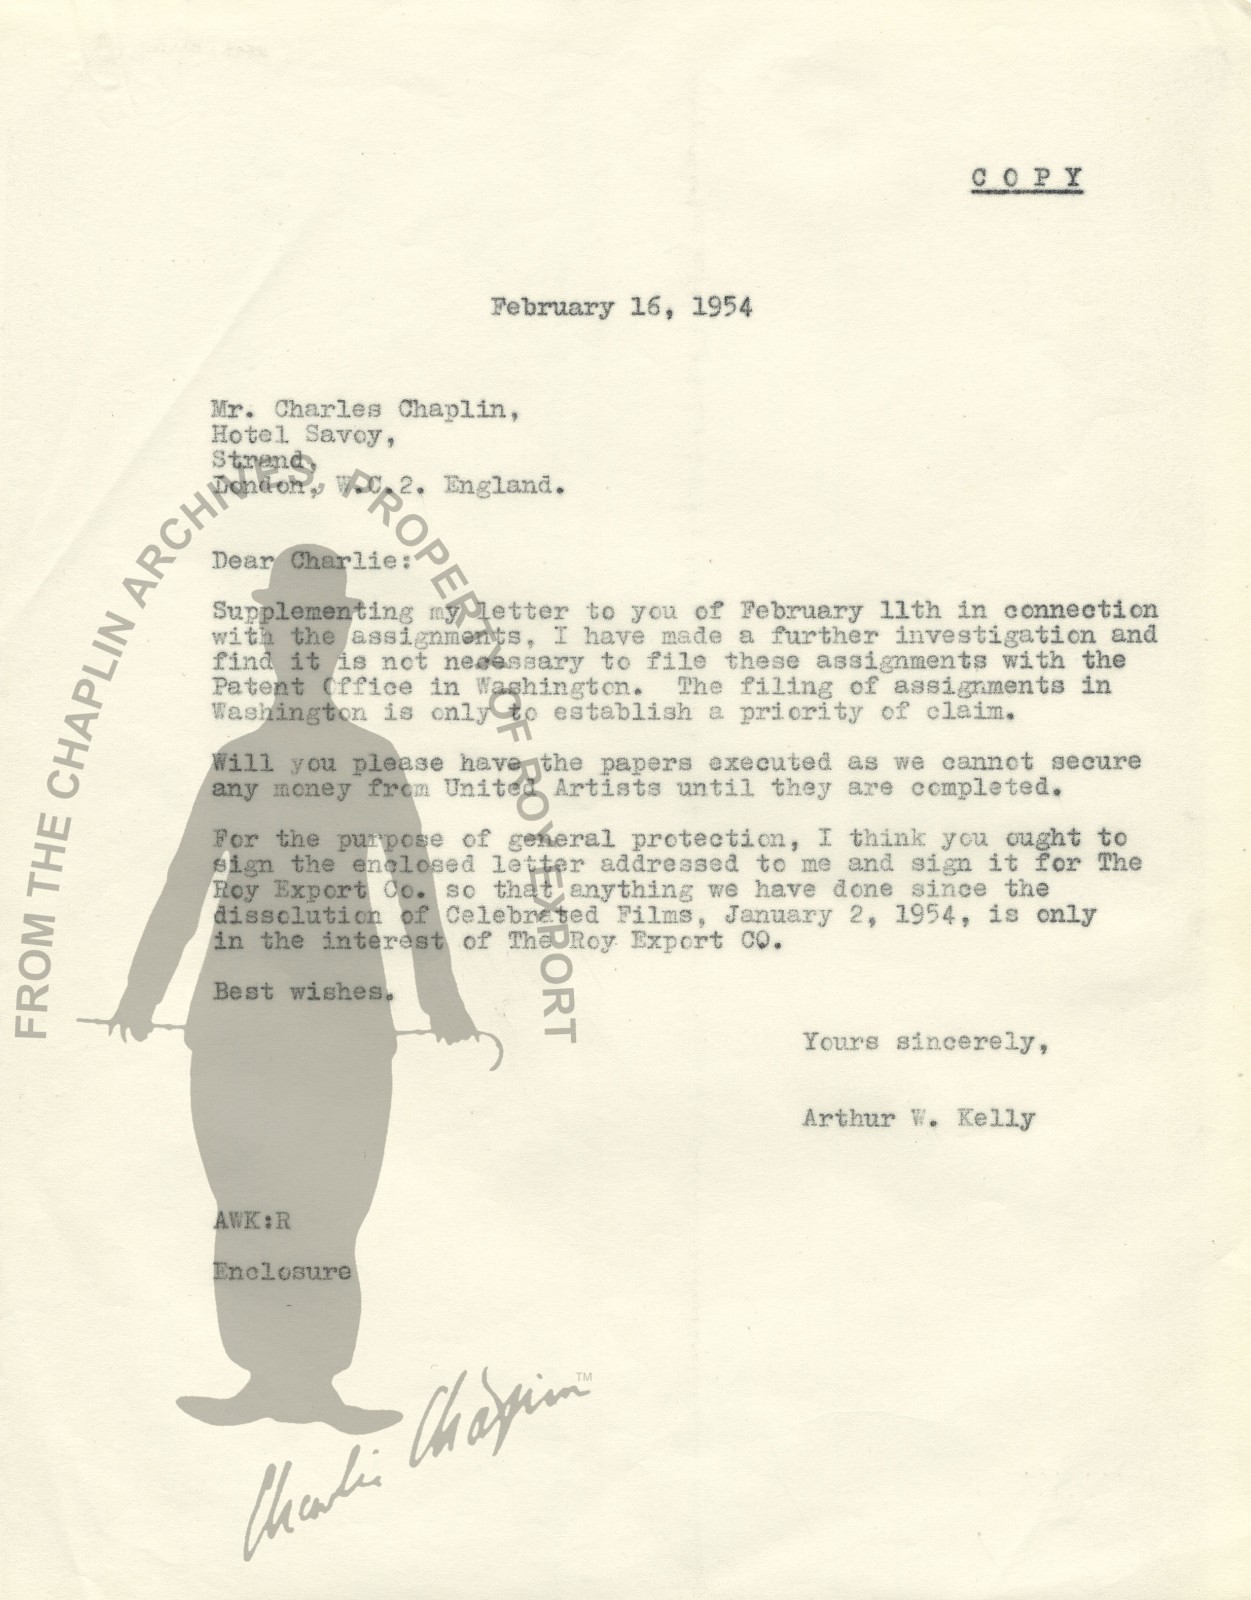 C O P Y
February 16, 1954
Mr. Charles Chaplin,
Hotel Savoy,
Strand,
London, W.C.2. England.
Dear Charlie:
Supplementing my letter to you of February 11th in connection
with the assignments, I have made a further investigation and
find it is not necessary to file these assignments with the
Patent Office in Washington. The filing of assignments in
Washington is only to establish a priority of claim.
Will you please have the papers executed as we cannot secure
any money from United Artists until they are completed.
For the purpose of general protection, I think you ought to
sign the enclosed letter addressed to me and sign it for The
Roy Export Co. so that anything we have done since the
dissolution of Celebrated Films, January 2, 1954, is only
in the interest of The Roy Export CO.
Best wishes.
Yours sincerely,
Arthur W. Kelly
AWK:R
Enclosure
FROM THE CHAPLIN ARCHIVES, PROPERTY OF ROY EXPORT
Charlie Chaplin™